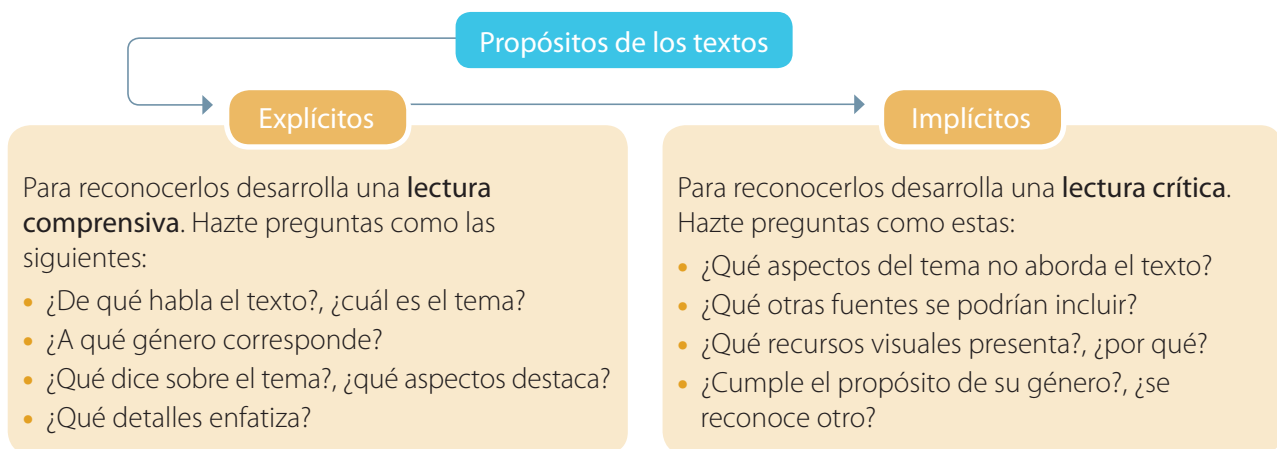 Propósitos de los textos
Explícitos
Para reconocerlos desarrolla una lectura
comprensiva. Hazte preguntas como las
siguientes:
• ¿De qué habla el texto?, ¿cuál es el tema?
• ¿A qué género corresponde?
• ¿Qué dice sobre el tema?, ¿qué aspectos destaca?
• ¿Qué detalles enfatiza?
Implícitos
Para reconocerlos desarrolla una lectura crítica.
Hazte preguntas como estas:
• ¿Qué aspectos del tema no aborda el texto?
• ¿Qué otras fuentes se podrían incluir?
• ¿Qué recursos visuales presenta?, ¿por qué?
• ¿Cumple el propósito de su género?, ¿se
reconoce otro?